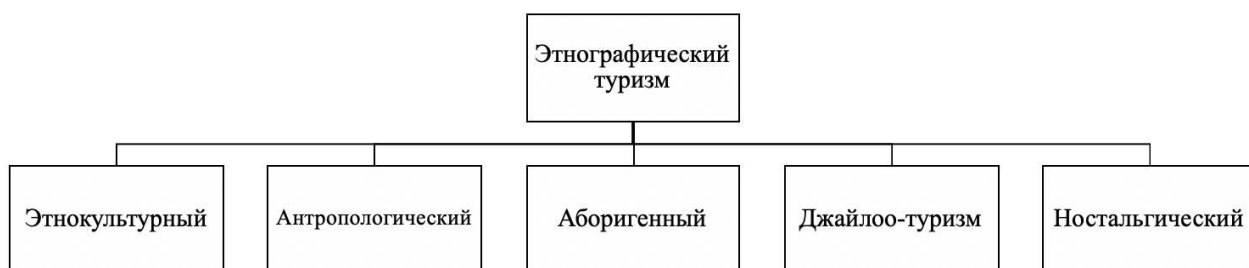 Этнографический
туризм
Этнокультурный
Антропологический
Аборигенный
Джайлоо-туризм
Ностальгический